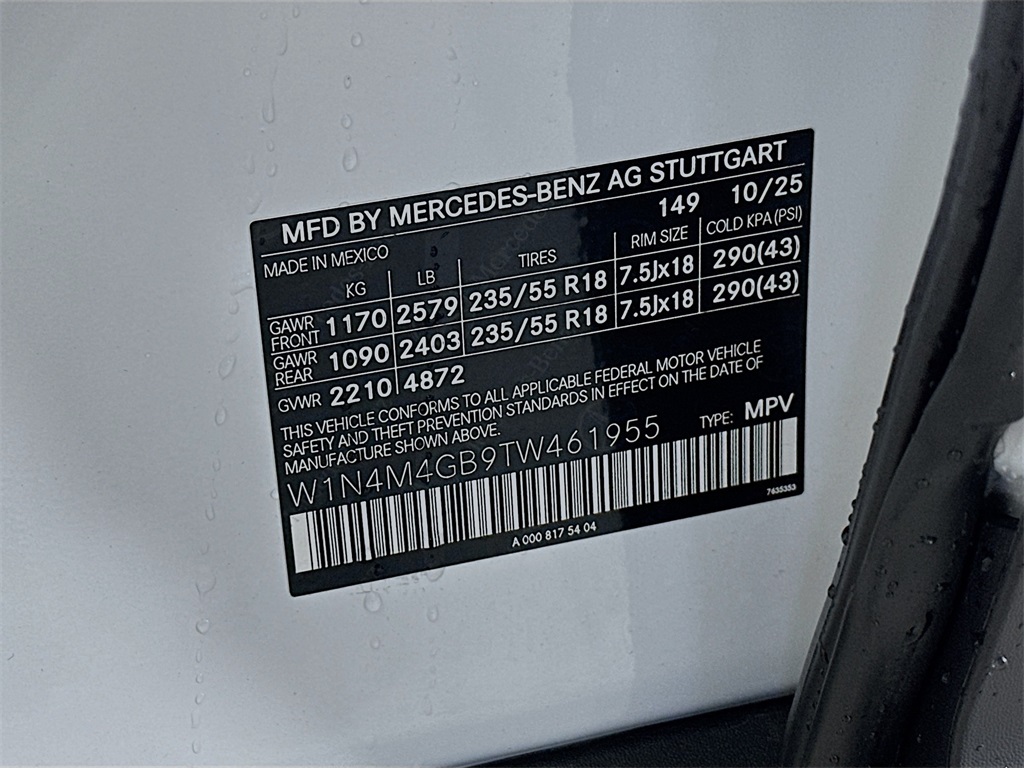 MFD BY MERCEDES-BENZ AG STUTTGART
MADE IN MEXICO 149 10/25
KG LB TIRES RIM SIZE COLD KPA (PSI)
GAWR FRONT 1170 2579 235/55 R18 7.5Jx18 290(43)
GAWR REAR 1090 2403 235/55 R18 7.5Jx18 290(43)
GVWR 2210 4872
THIS VEHICLE CONFORMS TO ALL APPLICABLE FEDERAL MOTOR VEHICLE
SAFETY AND THEFT PREVENTION STANDARDS IN EFFECT ON THE DATE OF
MANUFACTURE SHOWN ABOVE.
W1N4M4GB9TW461955 TYPE: MPV
A 000 817 54 04 7635353